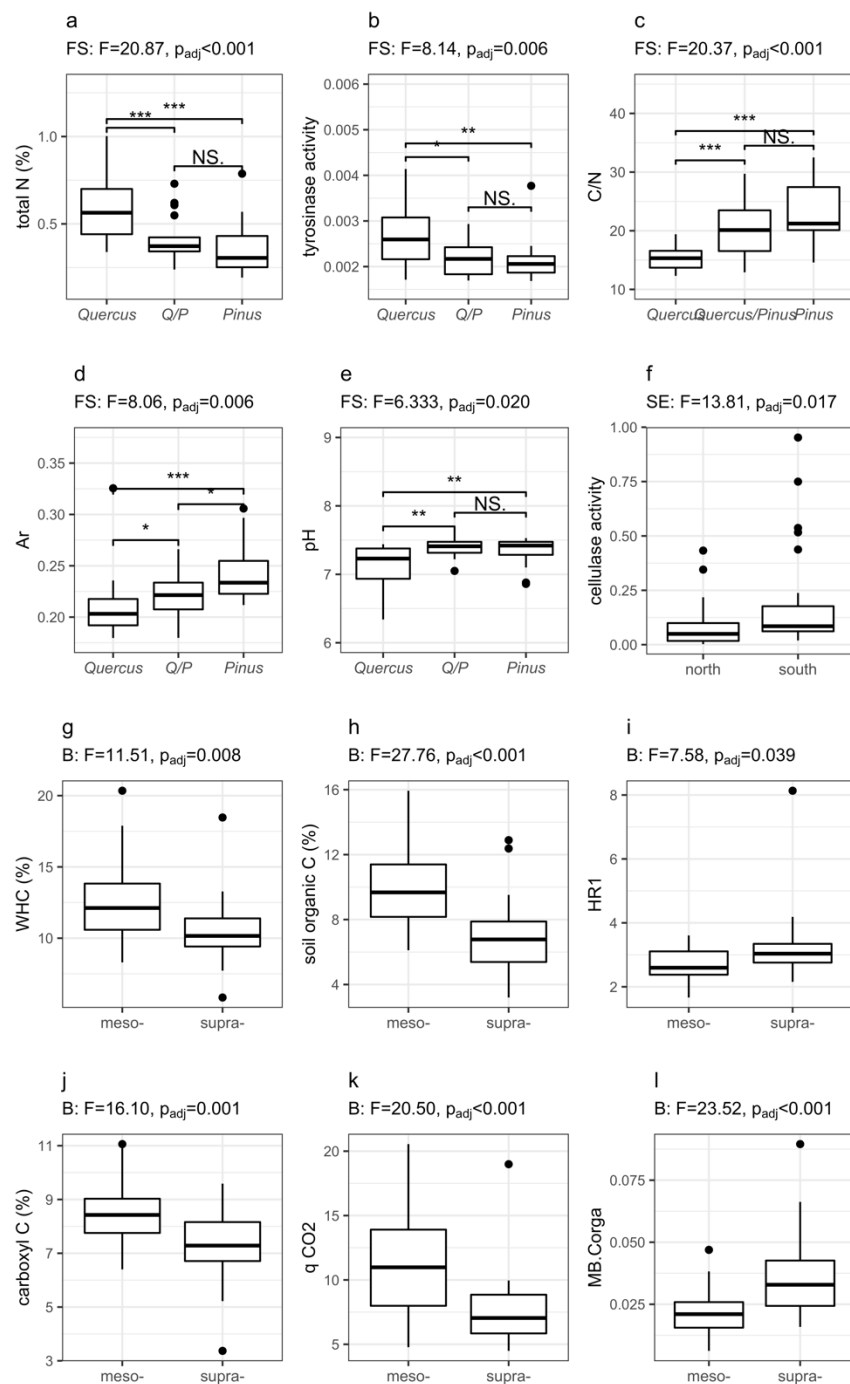 a
FS: F=20.87, padj<0.001
total N (%)
1.0
0.5
***
***
NS.
Quercus Q/P Pinus
b
FS: F=8.14, padj=0.006
tyrosinase activity
0.006
0.005
0.004
0.003
0.002
**
*
NS.
Quercus Q/P Pinus
c
FS: F=20.37, padj<0.001
C/N
40
30
20
10
***
NS.
***
Quercus Quercus/Pinus Pinus
d
FS: F=8.06, padj=0.006
Ar
0.35
0.30
0.25
0.20
***
*
*
Quercus Q/P Pinus
e
FS: F=6.333, padj=0.020
pH
9
8
7
6
**
NS.
**
Quercus Q/P Pinus
f
SE: F=13.81, padj=0.017
cellulase activity
1.00
0.75
0.50
0.25
0.00
north south
g
B: F=11.51, padj=0.008
WHC (%)
20
15
10
meso- supra-
h
B: F=27.76, padj<0.001
soil organic C (%)
16
12
8
4
meso- supra-
i
B: F=7.58, padj=0.039
HR1
8
6
4
2
meso- supra-
j
B: F=16.10, padj=0.001
carboxyl C (%)
11
9
7
5
3
meso- supra-
k
B: F=20.50, padj<0.001
q CO2
20
15
10
5
meso- supra-
l
B: F=23.52, padj<0.001
MB.Corga
0.075
0.050
0.025
meso- supra-